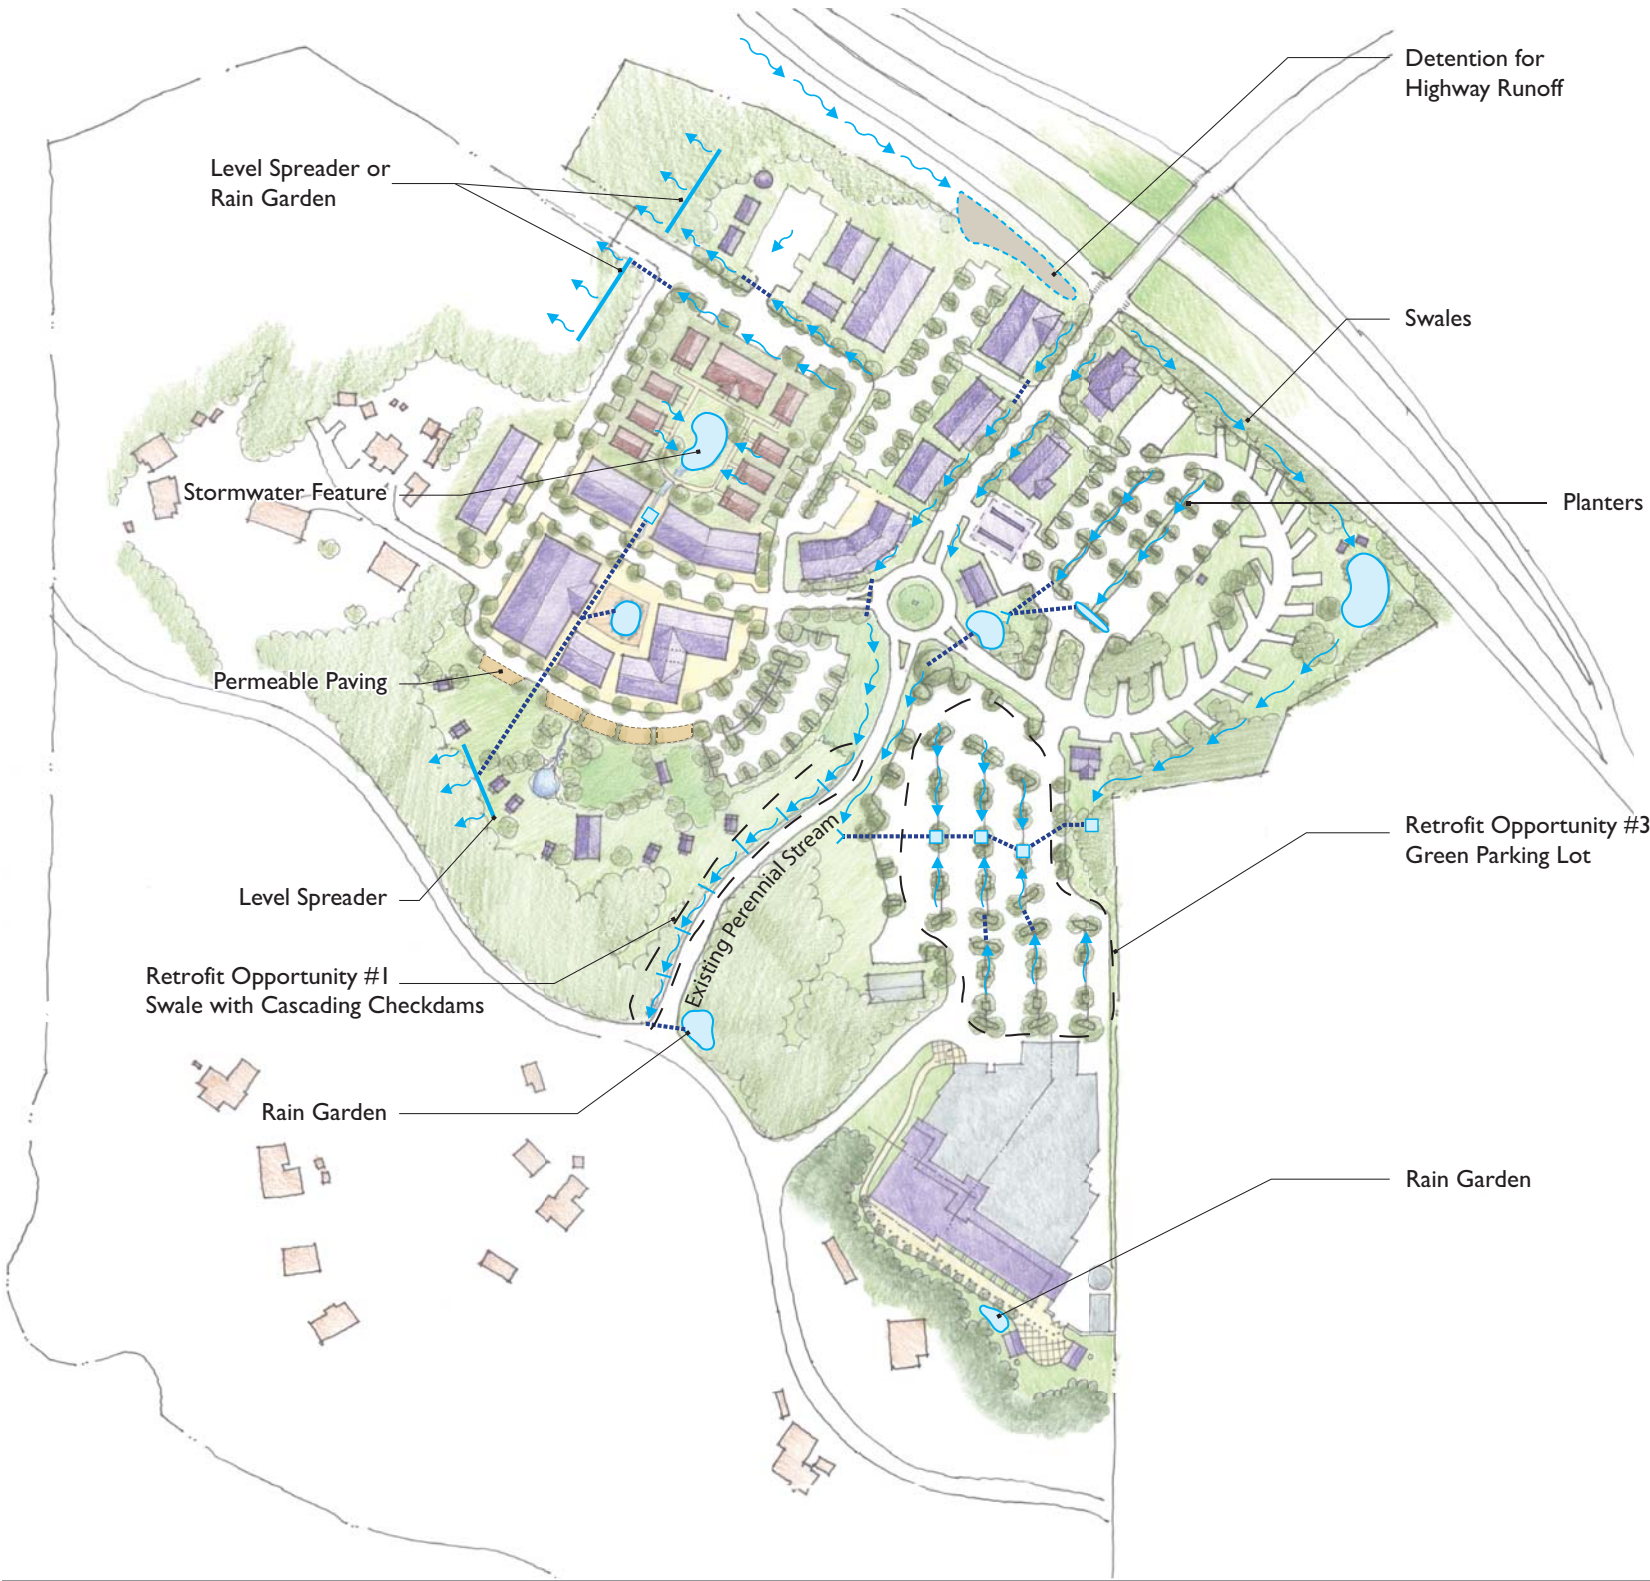 Detention for
Highway Runoff
Level Spreader or
Rain Garden
Swales
Stormwater Feature
Planters
Permeable Paving
Existing Perennial Stream
Retrofit Opportunity #3
Green Parking Lot
Level Spreader
Retrofit Opportunity #1
Swale with Cascading Checkdams
Rain Garden
Rain Garden